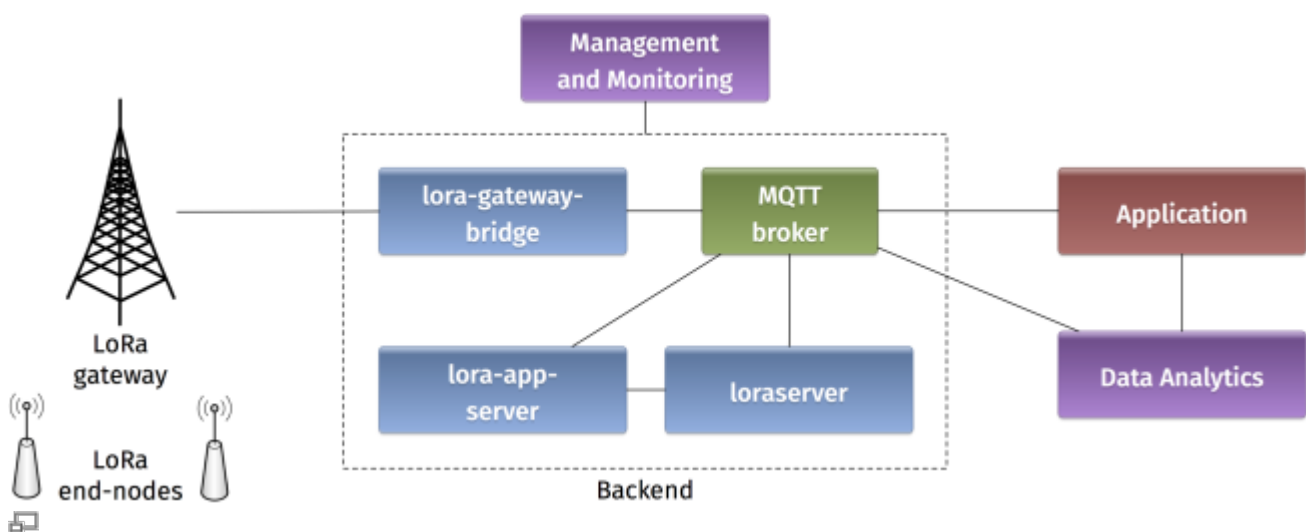 Management
and Monitoring
lora-gateway-
bridge
MQTT
broker
Application
LoRa
gateway
lora-app-
server
loraserver
Data Analytics
LoRa
end-nodes
Backend